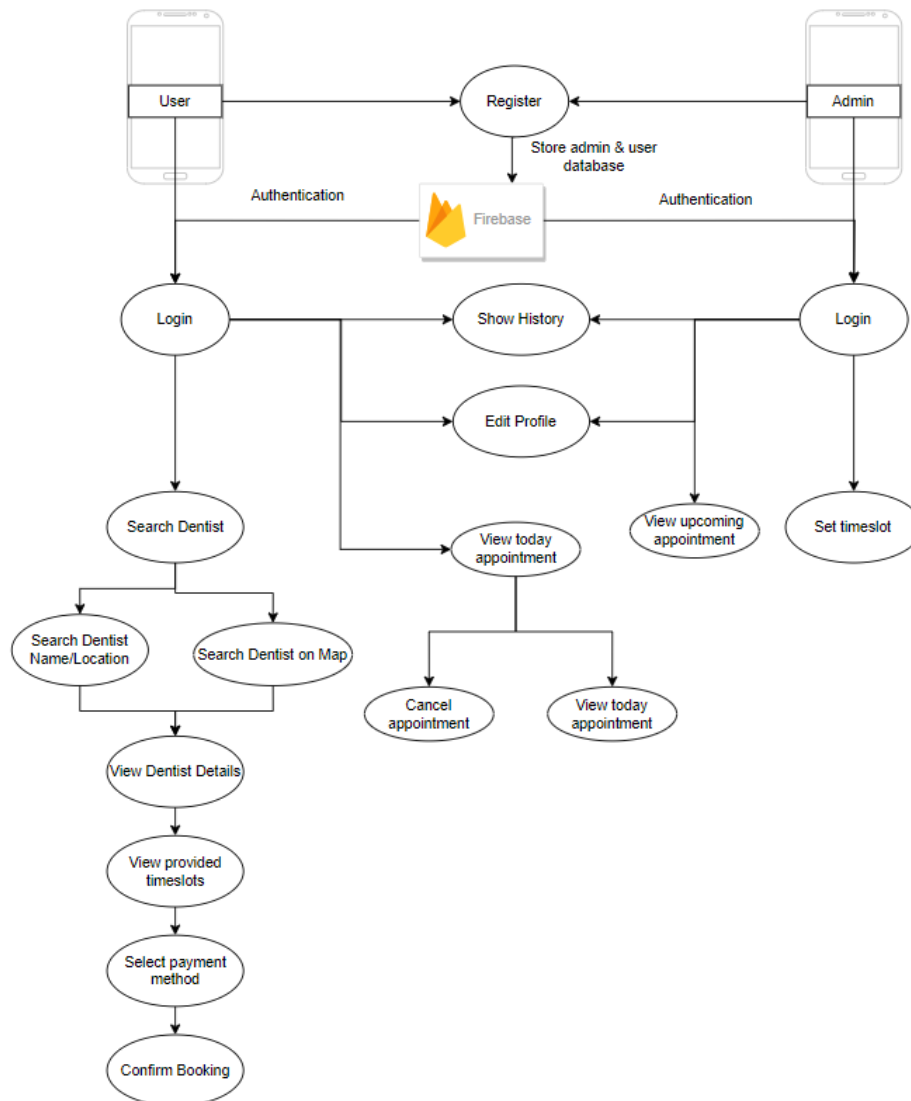 User
Register
Admin
Store admin & user
database
Authentication
Firebase
Authentication
Login
Show History
Login
Edit Profile
Search Dentist
View today
appointment
View upcoming
appointment
Set timeslot
Search Dentist
Name/Location
Search Dentist on Map
Cancel
appointment
View today
appointment
View Dentist Details
View provided
timeslots
Select payment
method
Confirm Booking